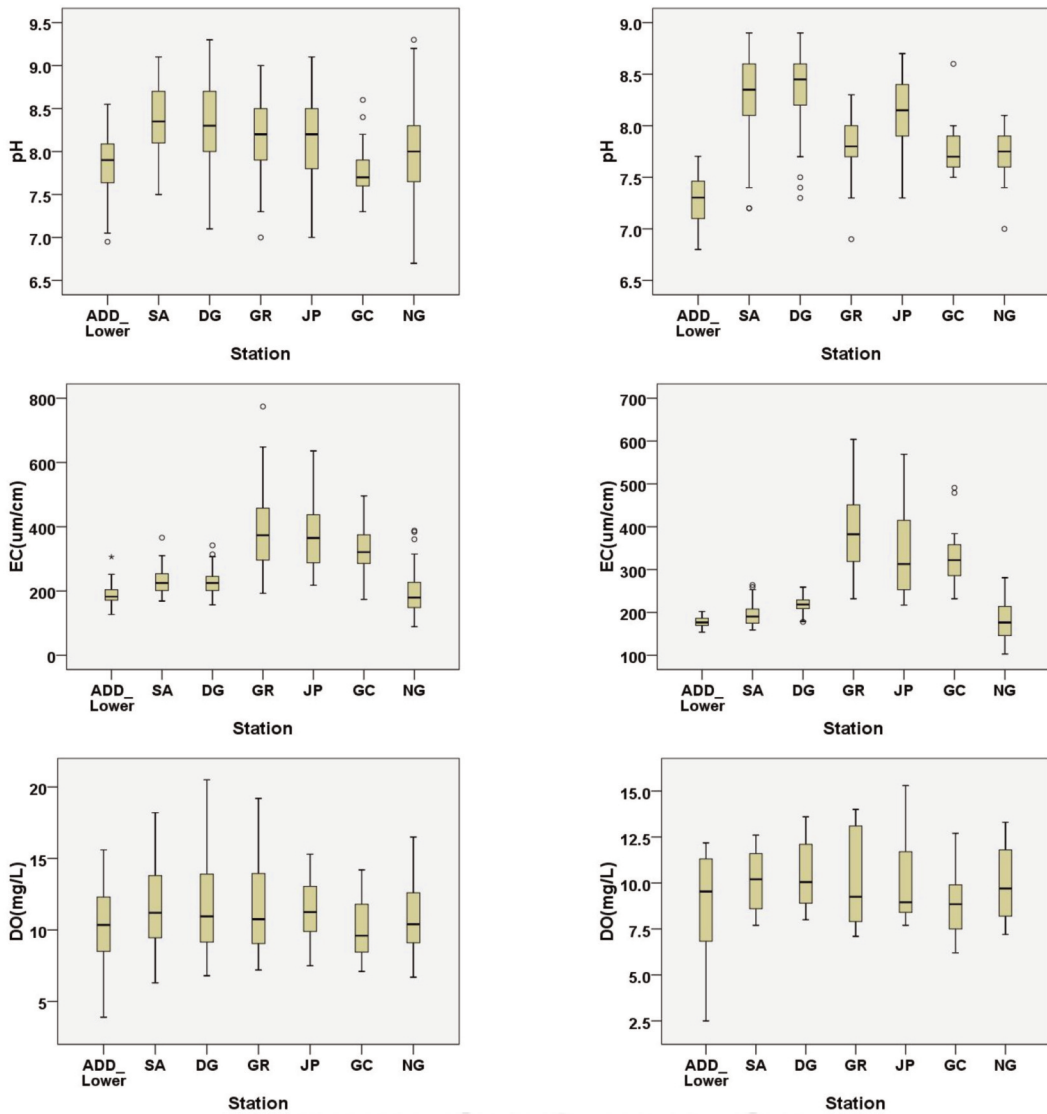 9.5
9.0
8.5
8.0
7.5
7.0
6.5
pH
ADD_ SA DG GR JP GC NG
Lower
Station
9.0
8.5
8.0
7.5
7.0
6.5
pH
ADD_ SA DG GR JP GC NG
Lower
Station
800
600
400
200
0
EC(um/cm)
ADD_ SA DG GR JP GC NG
Lower
Station
700
600
500
400
300
200
100
EC(um/cm)
ADD_ SA DG GR JP GC NG
Lower
Station
20
15
10
5
DO(mg/L)
ADD_ SA DG GR JP GC NG
Lower
Station
15.0
12.5
10.0
7.5
5.0
2.5
DO(mg/L)
ADD_ SA DG GR JP GC NG
Lower
Station